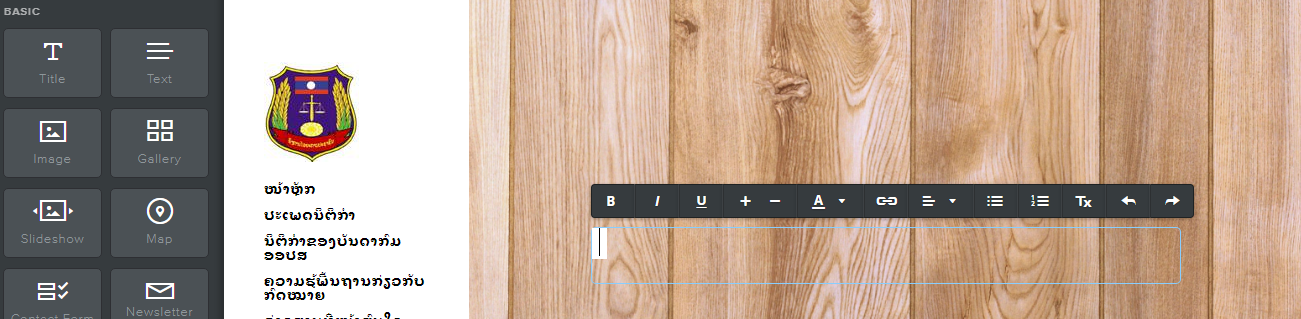 BASIC
Title
Text
Image
Gallery
Slideshow
Map
Contact Form
Newsletter
B I U + − A Tx
ໜ້າຫຼັກ
ປະເພດນິຕິກຳ
ນິຕິກຳຂອງບັນດາກົມ
ອອປສ
ຄວາມຮູ້ພື້ນຖານກ່ຽວກັບ
ກົດໝາຍ